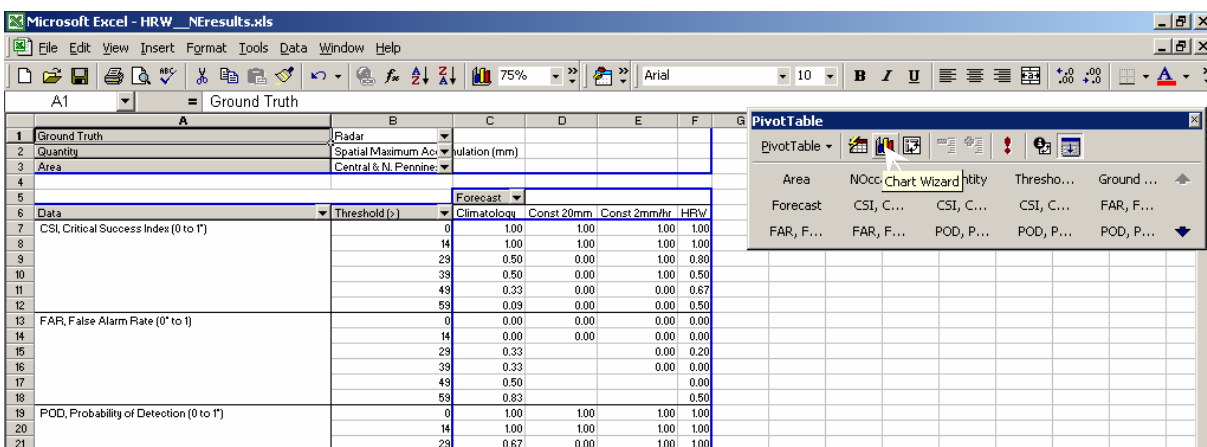 Microsoft Excel - HRW__NEresults.xls
File Edit View Insert Format Tools Data Window Help
75% Arial 10 B I U
A1 = Ground Truth
A B C D E F G
1 Ground Truth Radar
2 Quantity Spatial Maximum Acc ulation (mm)
3 Area Central & N. Pennine
4
5 Forecast
6 Data Threshold (>) Climatology Const 20mm Const 2mm/hr HRW
7 CSI, Critical Success Index (0 to 1*) 0 1.00 1.00 1.00 1.00
8 14 1.00 1.00 1.00 1.00
9 29 0.50 0.00 1.00 0.80
10 39 0.50 0.00 1.00 0.50
11 49 0.33 0.00 0.00 0.67
12 59 0.09 0.00 0.00 0.50
13 FAR, False Alarm Rate (0* to 1) 0 0.00 0.00 0.00 0.00
14 14 0.00 0.00 0.00 0.00
15 29 0.33 0.00 0.20
16 39 0.33 0.00 0.00
17 49 0.50 0.00
18 59 0.83 0.50
19 POD, Probability of Detection (0 to 1*) 0 1.00 1.00 1.00 1.00
20 14 1.00 1.00 1.00 1.00
21 29 0.67 0.00 1.00 1.00
PivotTable
PivotTable
Chart Wizard
Area NOcc ntity Thresho... Ground ...
Forecast CSI, C... CSI, C... CSI, C... FAR, F...
FAR, F... FAR, F... POD, P... POD, P... POD, P...